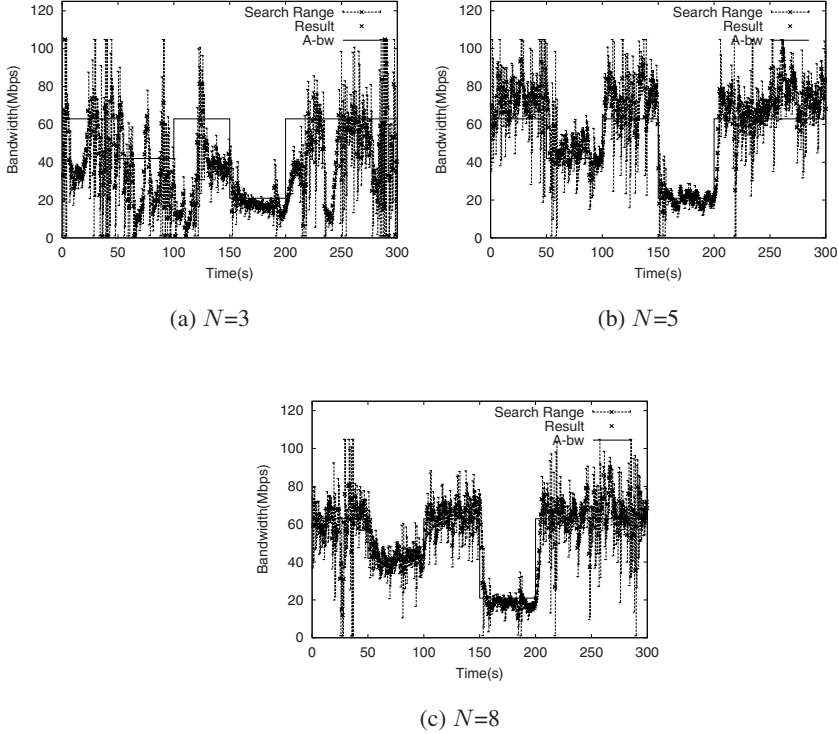 120
100
80
60
40
20
0
Bandwidth(Mbps)
Search Range
Result
A-bw
0 50 100 150 200 250 300
Time(s)
(a) N=3
120
100
80
60
40
20
0
Bandwidth(Mbps)
Search Range
Result
A-bw
0 50 100 150 200 250 300
Time(s)
(b) N=5
120
100
80
60
40
20
0
Bandwidth(Mbps)
Search Range
Result
A-bw
0 50 100 150 200 250 300
Time(s)
(c) N=8